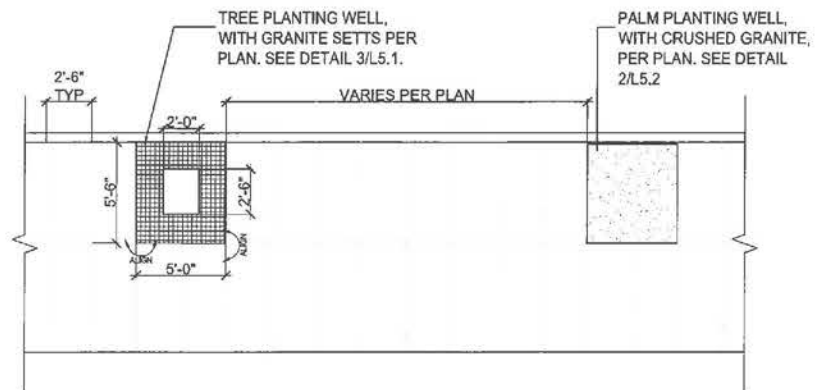 TREE PLANTING WELL,
WITH GRANITE SETTS PER
PLAN. SEE DETAIL 3/L5.1.
PALM PLANTING WELL,
WITH CRUSHED GRANITE,
PER PLAN. SEE DETAIL
2/L5.2
2'-6"
TYP
VARIES PER PLAN
2'-0"
5'-6"
2'-6"
ALIGN
ALIGN
5'-0"